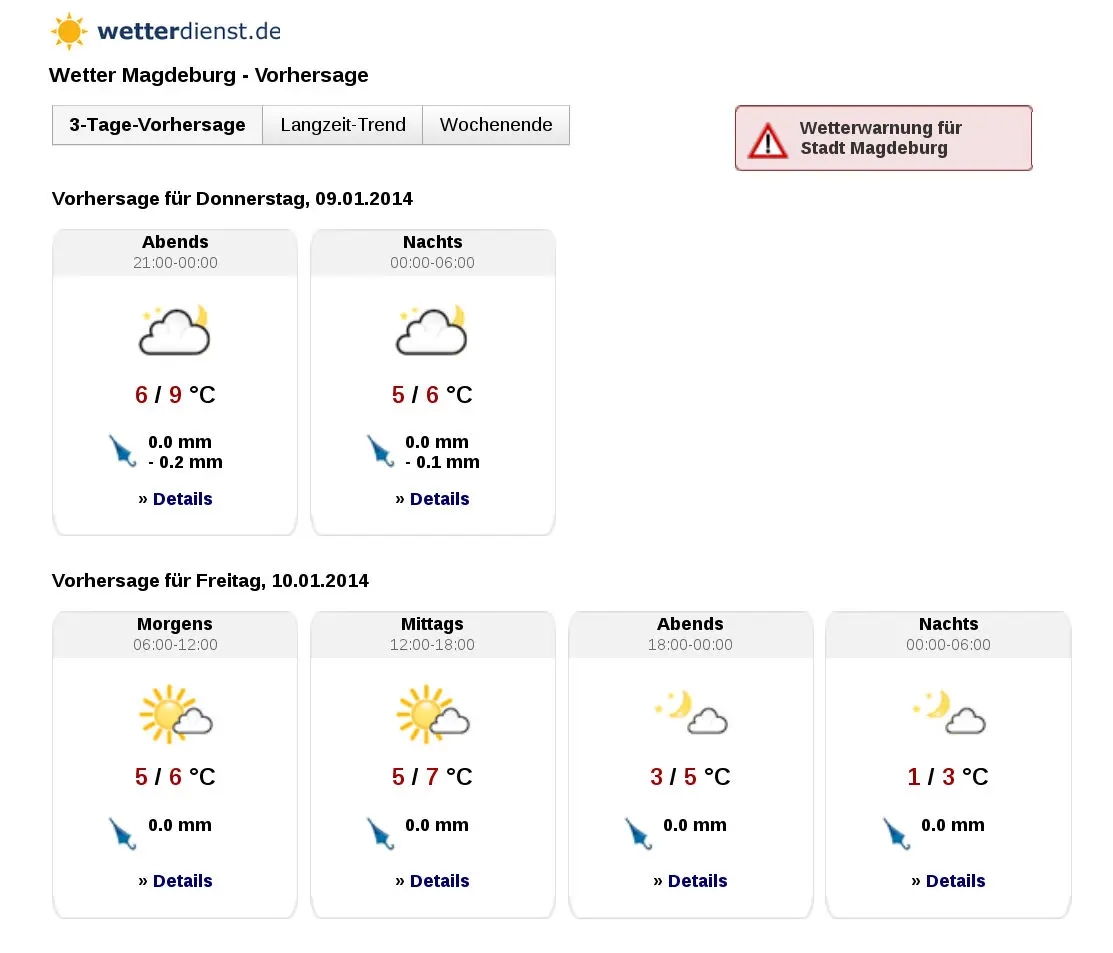 wetterdienst.de
Wetter Magdeburg - Vorhersage
3-Tage-Vorhersage Langzeit-Trend Wochenende
Wetterwarnung für
Stadt Magdeburg
Vorhersage für Donnerstag, 09.01.2014
Abends Nachts
21:00-00:00 00:00-06:00
6 / 9 °C 5 / 6 °C
0.0 mm 0.0 mm
- 0.2 mm - 0.1 mm
» Details » Details
Vorhersage für Freitag, 10.01.2014
Morgens Mittags Abends Nachts
06:00-12:00 12:00-18:00 18:00-00:00 00:00-06:00
5 / 6 °C 5 / 7 °C 3 / 5 °C 1 / 3 °C
0.0 mm 0.0 mm 0.0 mm 0.0 mm
» Details » Details » Details » Details